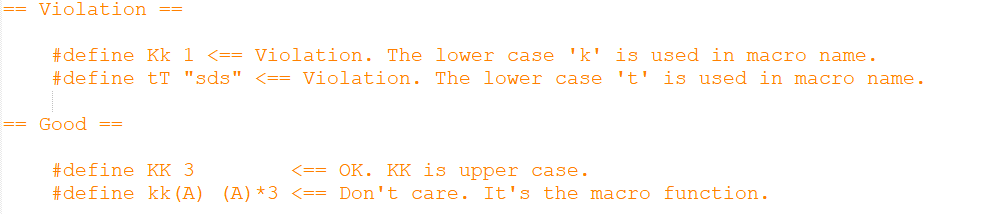 == Violation ==
#define Kk 1 <== Violation. The lower case 'k' is used in macro name.
#define tT "sds" <== Violation. The lower case 't' is used in macro name.
== Good ==
#define KK 3 <== OK. KK is upper case.
#define kk(A) (A)*3 <== Don't care. It's the macro function.